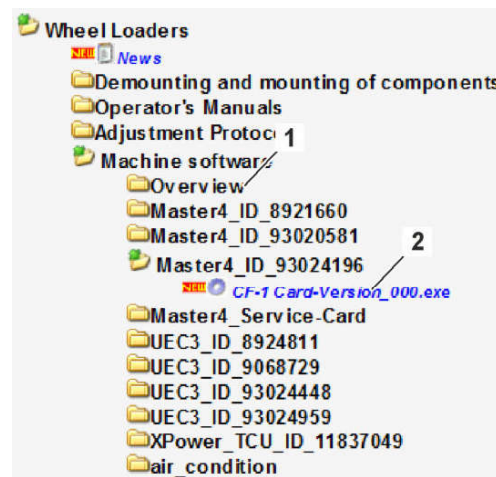 Wheel Loaders
NEW News
Demounting and mounting of components
Operator's Manuals
Adjustment Protoc 1
Machine software
Overview
Master4_ID_8921660
Master4_ID_93020581
2
Master4_ID_93024196
NEW CF-1 Card-Version_000.exe
Master4_Service-Card
UEC3_ID_8924811
UEC3_ID_9068729
UEC3_ID_93024448
UEC3_ID_93024959
XPower_TCU_ID_11837049
air_condition